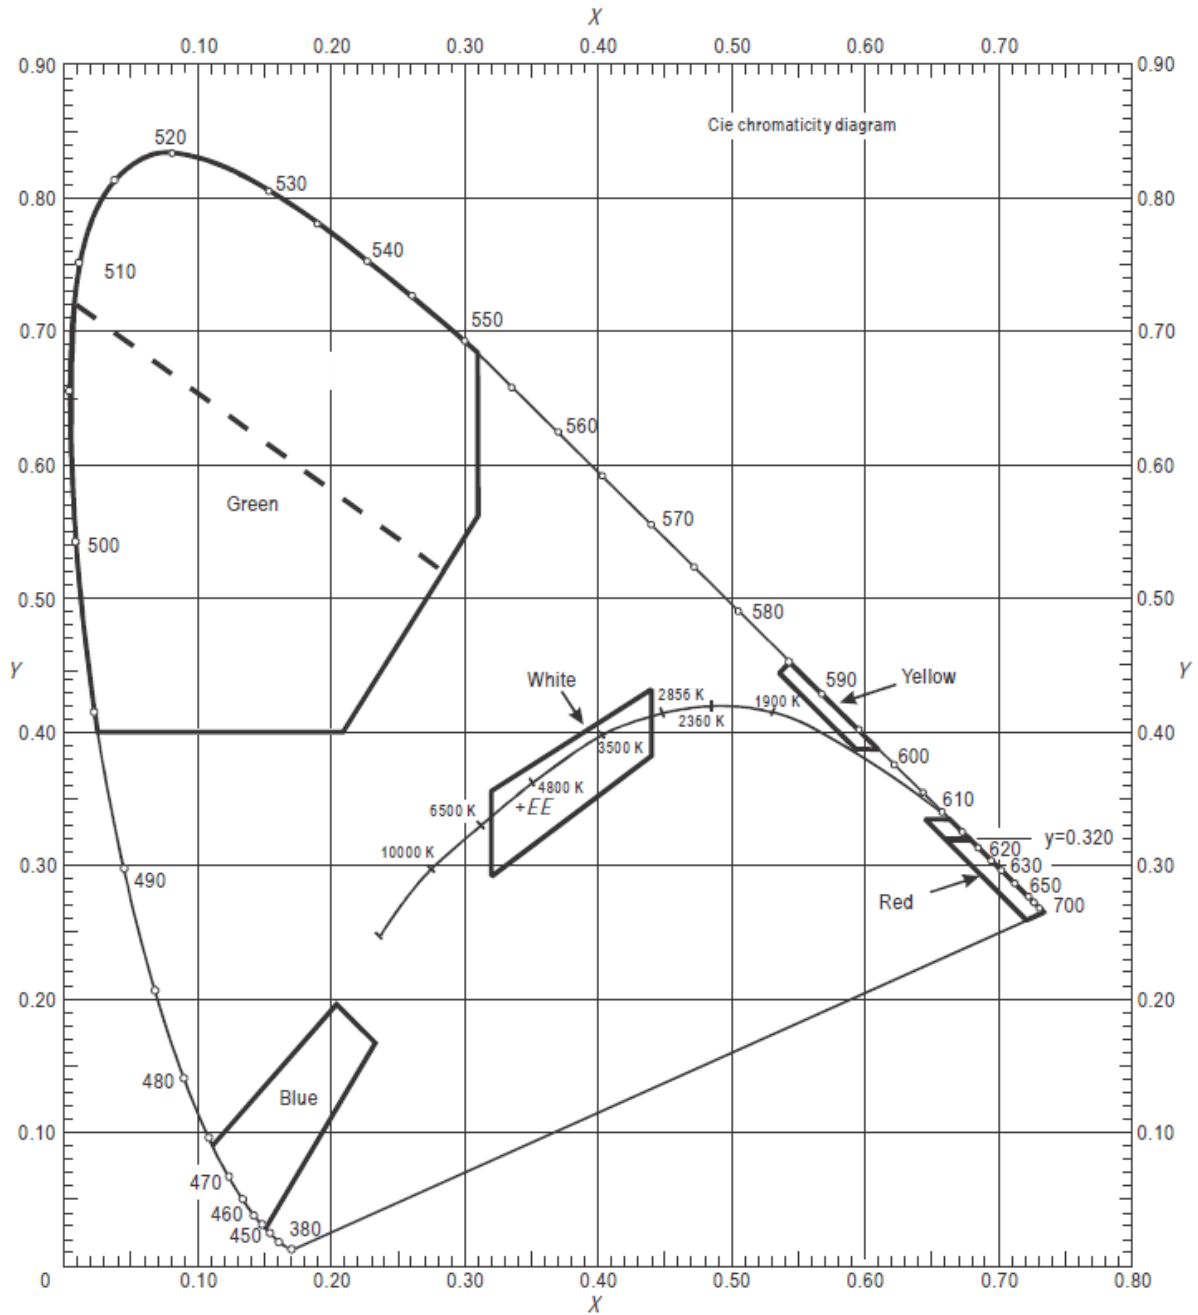 X
0.10 0.20 0.30 0.40 0.50 0.60 0.70
0.90 0.90
Cie chromaticity diagram
520
530
0.80 0.80
540
510
550
0.70 0.70
560
0.60 0.60
Green
570
500
0.50 0.50
580
Y Y
White
590
Yellow
2856 K
1900 K
2360 K
0.40 0.40
3500 K
600
4800 K
6500 K
+EE
610
y=0.320
10000 K
620
0.30 0.30
630
490
650
Red
700
0.20 0.20
480
Blue
0.10 0.10
470
460
450
380
0 0.10 0.20 0.30 0.40 0.50 0.60 0.70 0.80
X